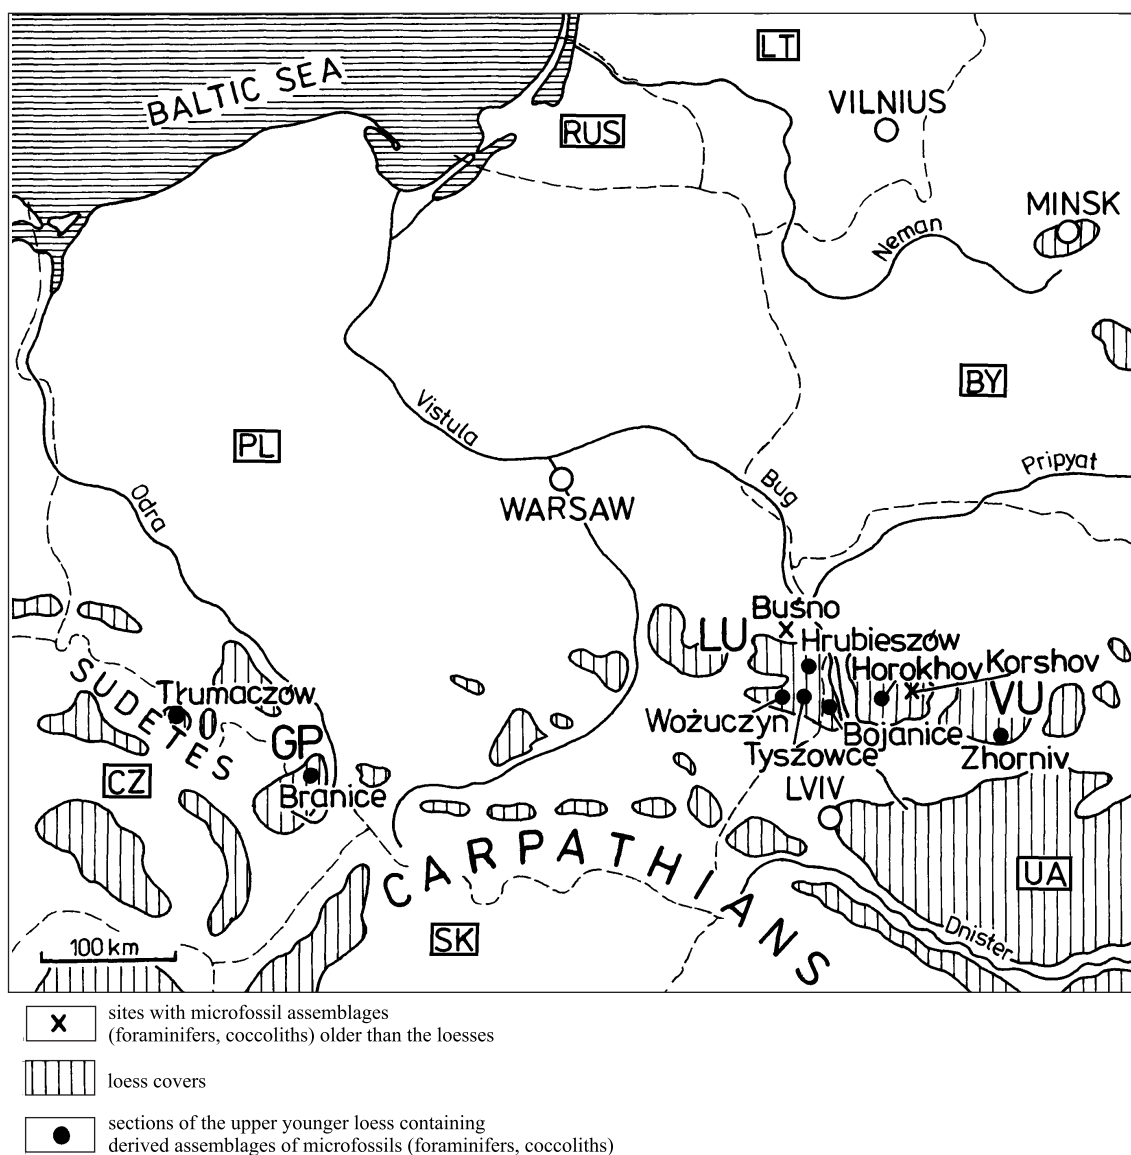 LT
BALTIC SEA
VILNIUS
RUS
MINSK
Neman
BY
Vistula
PL
Pripyat
Bug
Odra
WARSAW
Buśno
LU
Hrubieszów
Horokhov
Korshov
SUDETES
Tłumaczów
VU
Wożuczyn
GP
Bojanice
Tyszowce
Zhorniv
CZ
Branice
LVIV
CARPATHIANS
UA
SK
Dnister
100 km
x sites with microfossil assemblages
(foraminifers, coccoliths) older than the loesses
loess covers
sections of the upper younger loess containing
derived assemblages of microfossils (foraminifers, coccoliths)